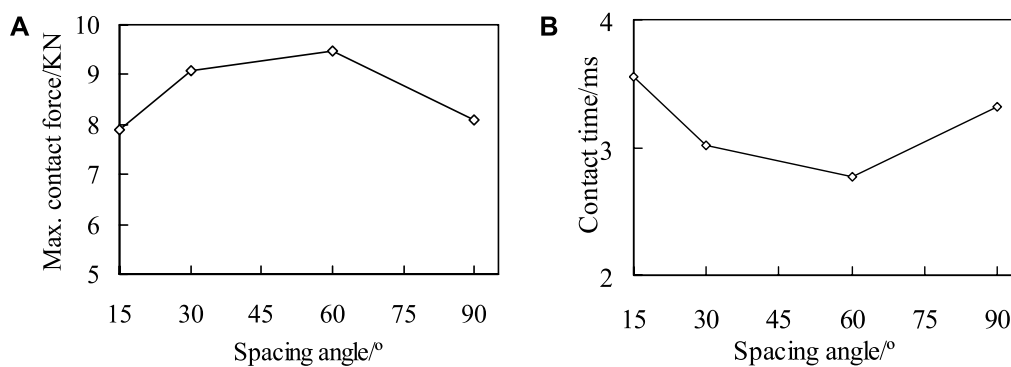 A
Max. contact force/KN
10
9
8
7
6
5
15 30 45 60 75 90
Spacing angle/º
B
Contact time/ms
4
3
2
15 30 45 60 75 90
Spacing angle/º